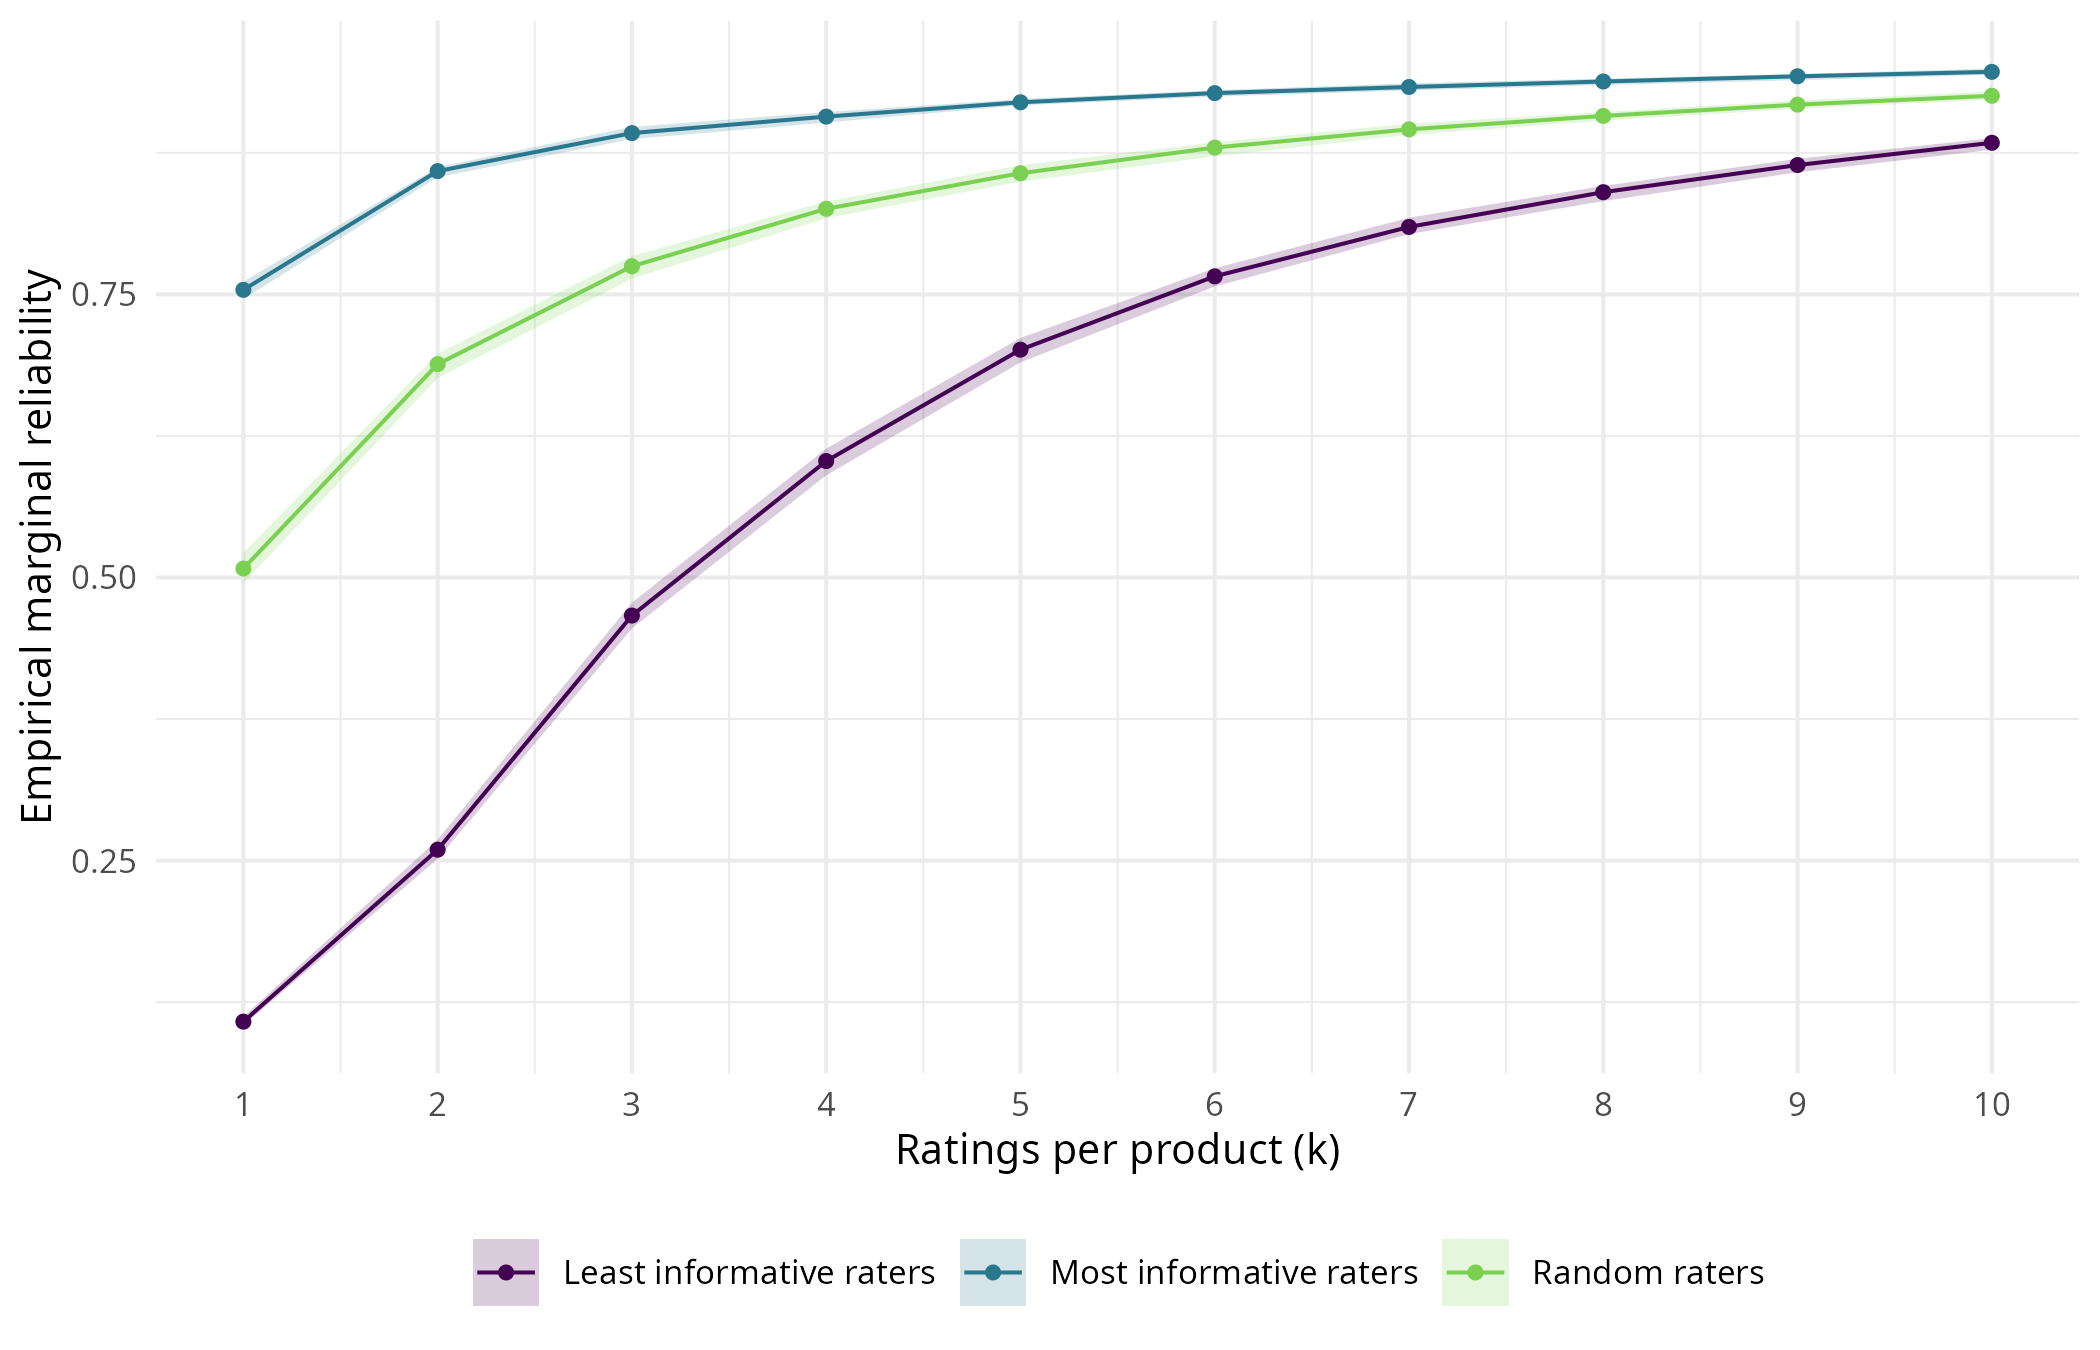 Empirical marginal reliability
0.75
0.50
0.25
1 2 3 4 5 6 7 8 9 10
Ratings per product (k)
Least informative raters Most informative raters Random raters